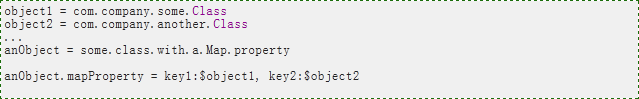 object1 = com.company.some.Class
object2 = com.company.another.Class
...
anObject = some.class.with.a.Map.property
anObject.mapProperty = key1:$object1, key2:$object2